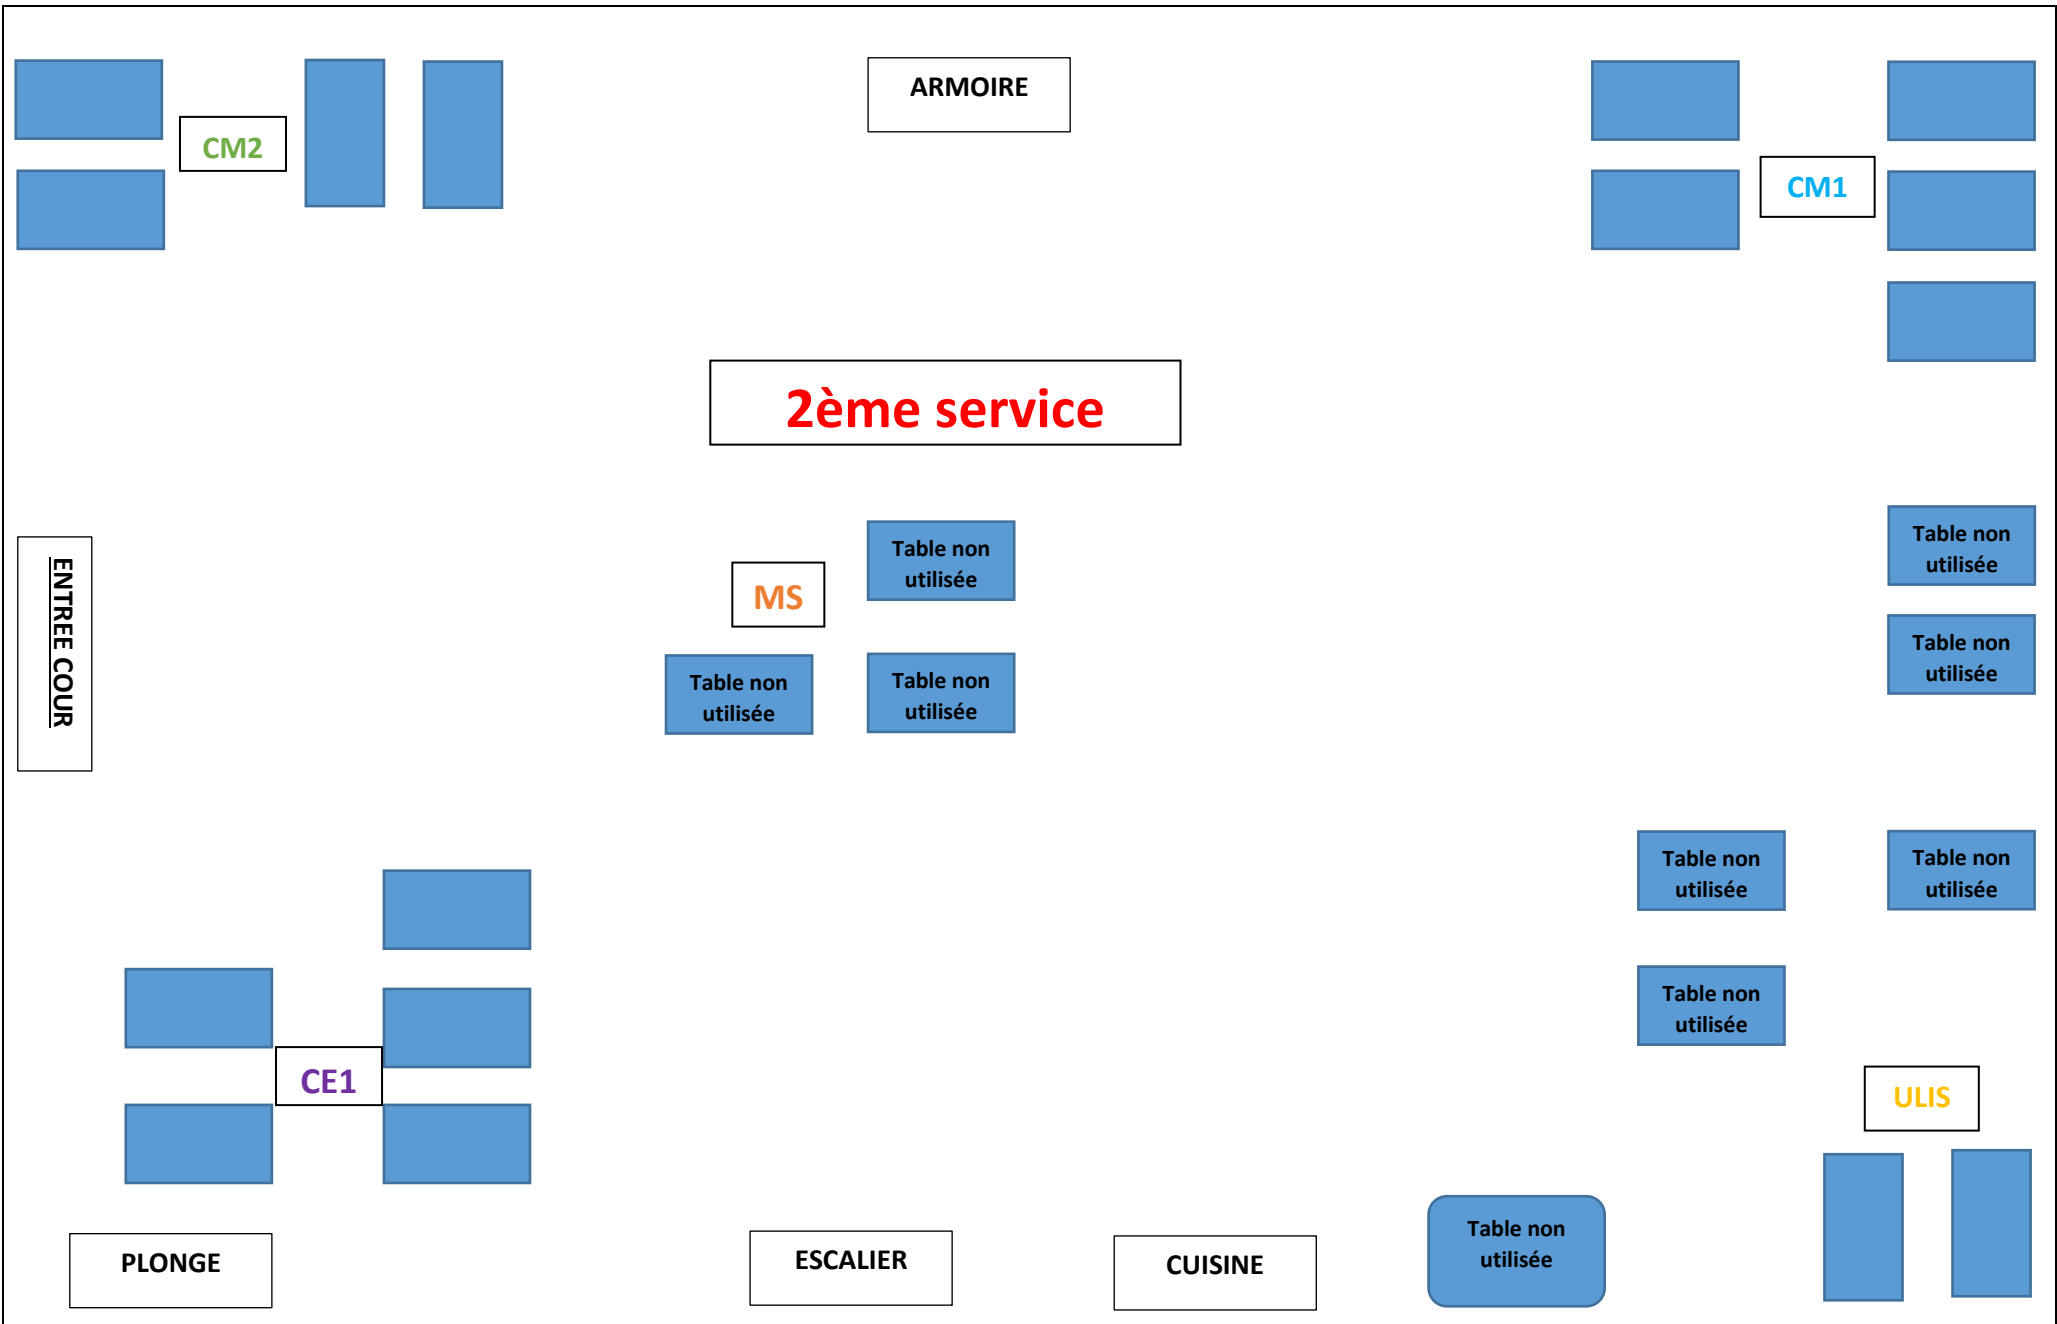 ARMOIRE
CM2
CM1
2ème service
ENTREE COUR
MS
Table non
utilisée
Table non
utilisée
Table non
utilisée
Table non
utilisée
Table non
utilisée
Table non
utilisée
Table non
utilisée
Table non
utilisée
CE1
ULIS
PLONGE
ESCALIER
CUISINE
Table non
utilisée